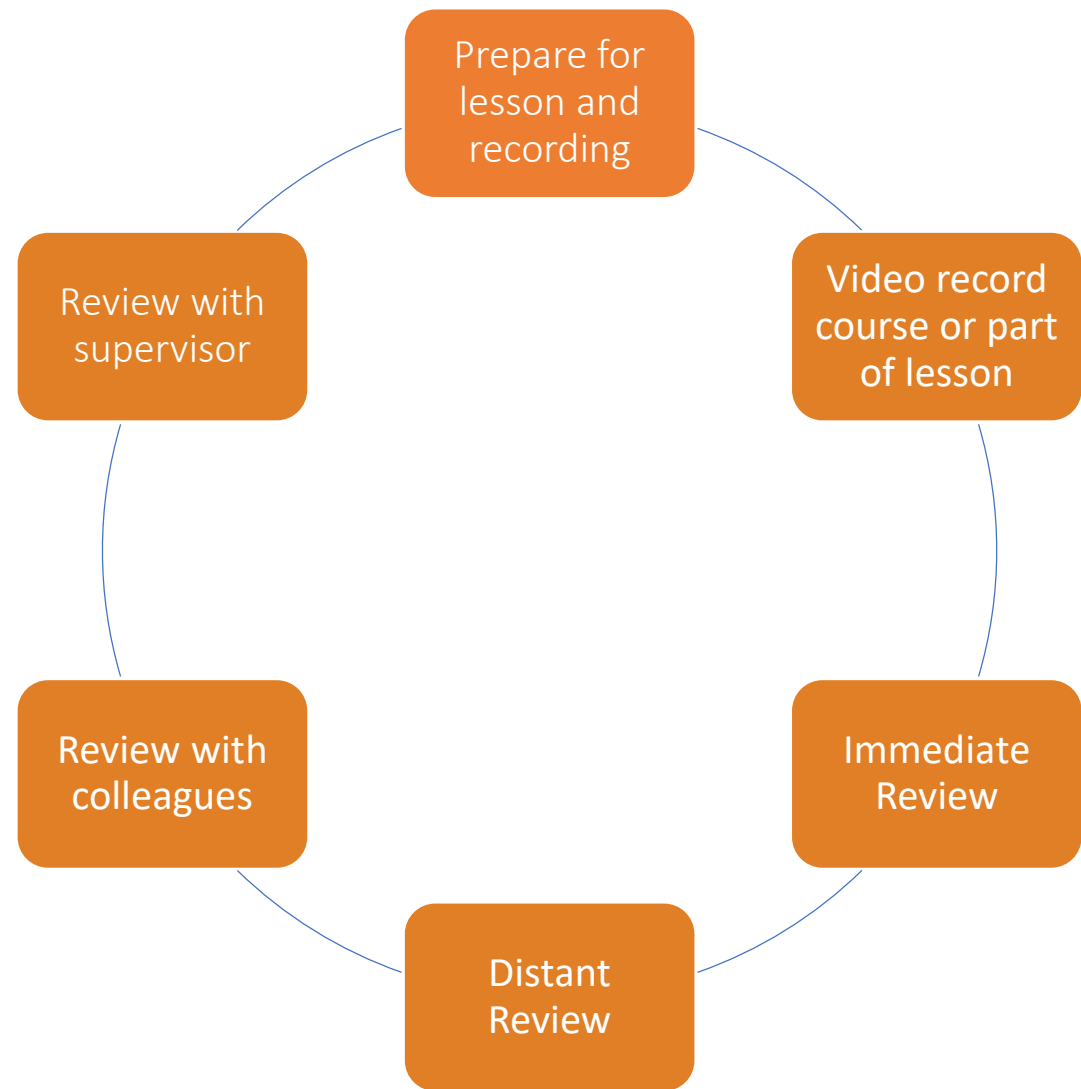 Prepare for
lesson and
recording
Video record
course or part
of lesson
Immediate
Review
Distant
Review
Review with
colleagues
Review with
supervisor